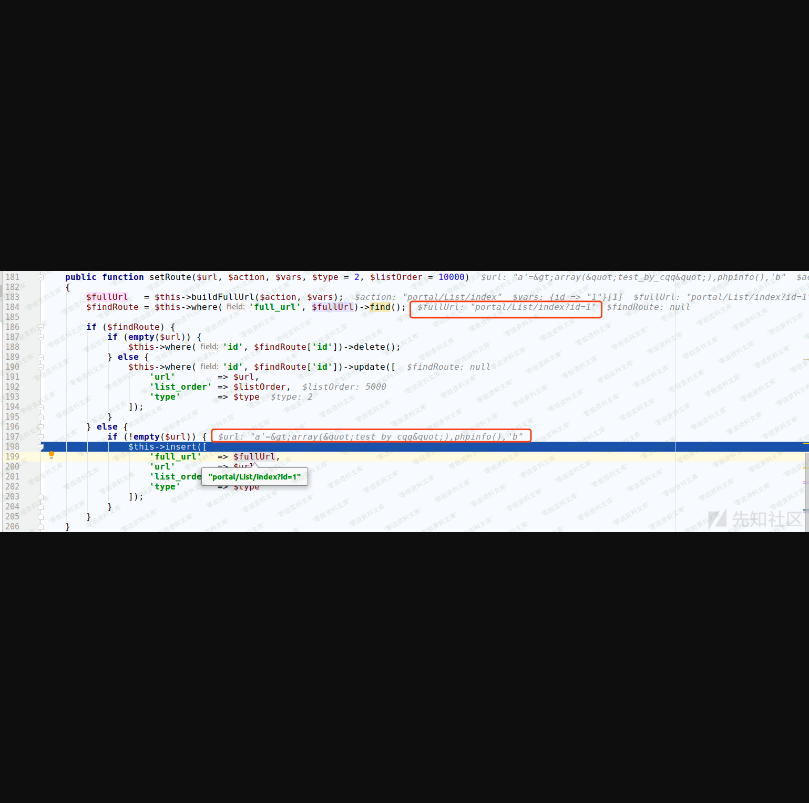 181 public function setRoute($url, $action, $vars, $type = 2, $listOrder = 10000) $url: "a'=&gt;array(&quot;test_by_cqq&quot;),phpinfo(),'b" $ac
182 {
183 $fullUrl = $this->buildFullUrl($action, $vars); $action: "portal/List/index" $vars: {id => "1"}[1] $fullUrl: "portal/List/index?id=1"
184 $findRoute = $this->where( field: 'full_url', $fullUrl)->find(); $fullUrl: "portal/List/index?id=1" $findRoute: null
185
186 if ($findRoute) {
187 if (empty($url)) {
188 $this->where( field: 'id', $findRoute['id'])->delete();
189 } else {
190 $this->where( field: 'id', $findRoute['id'])->update([ $findRoute: null
191 'url' => $url,
192 'list_order' => $listOrder, $listOrder: 5000
193 'type' => $type $type: 2
194 ]);
195 }
196 } else {
197 if (!empty($url)) { $url: "a'=&gt;array(&quot;test_by_cqq&quot;),phpinfo(),'b"
198 $this->insert([
199 'full_url' => $fullUrl,
200 'url' => $url,
"portal/List/index?id=1"
201 'list_orde
202 'type' => $type
203 ]);
204 }
205 }
206 }
先知社区